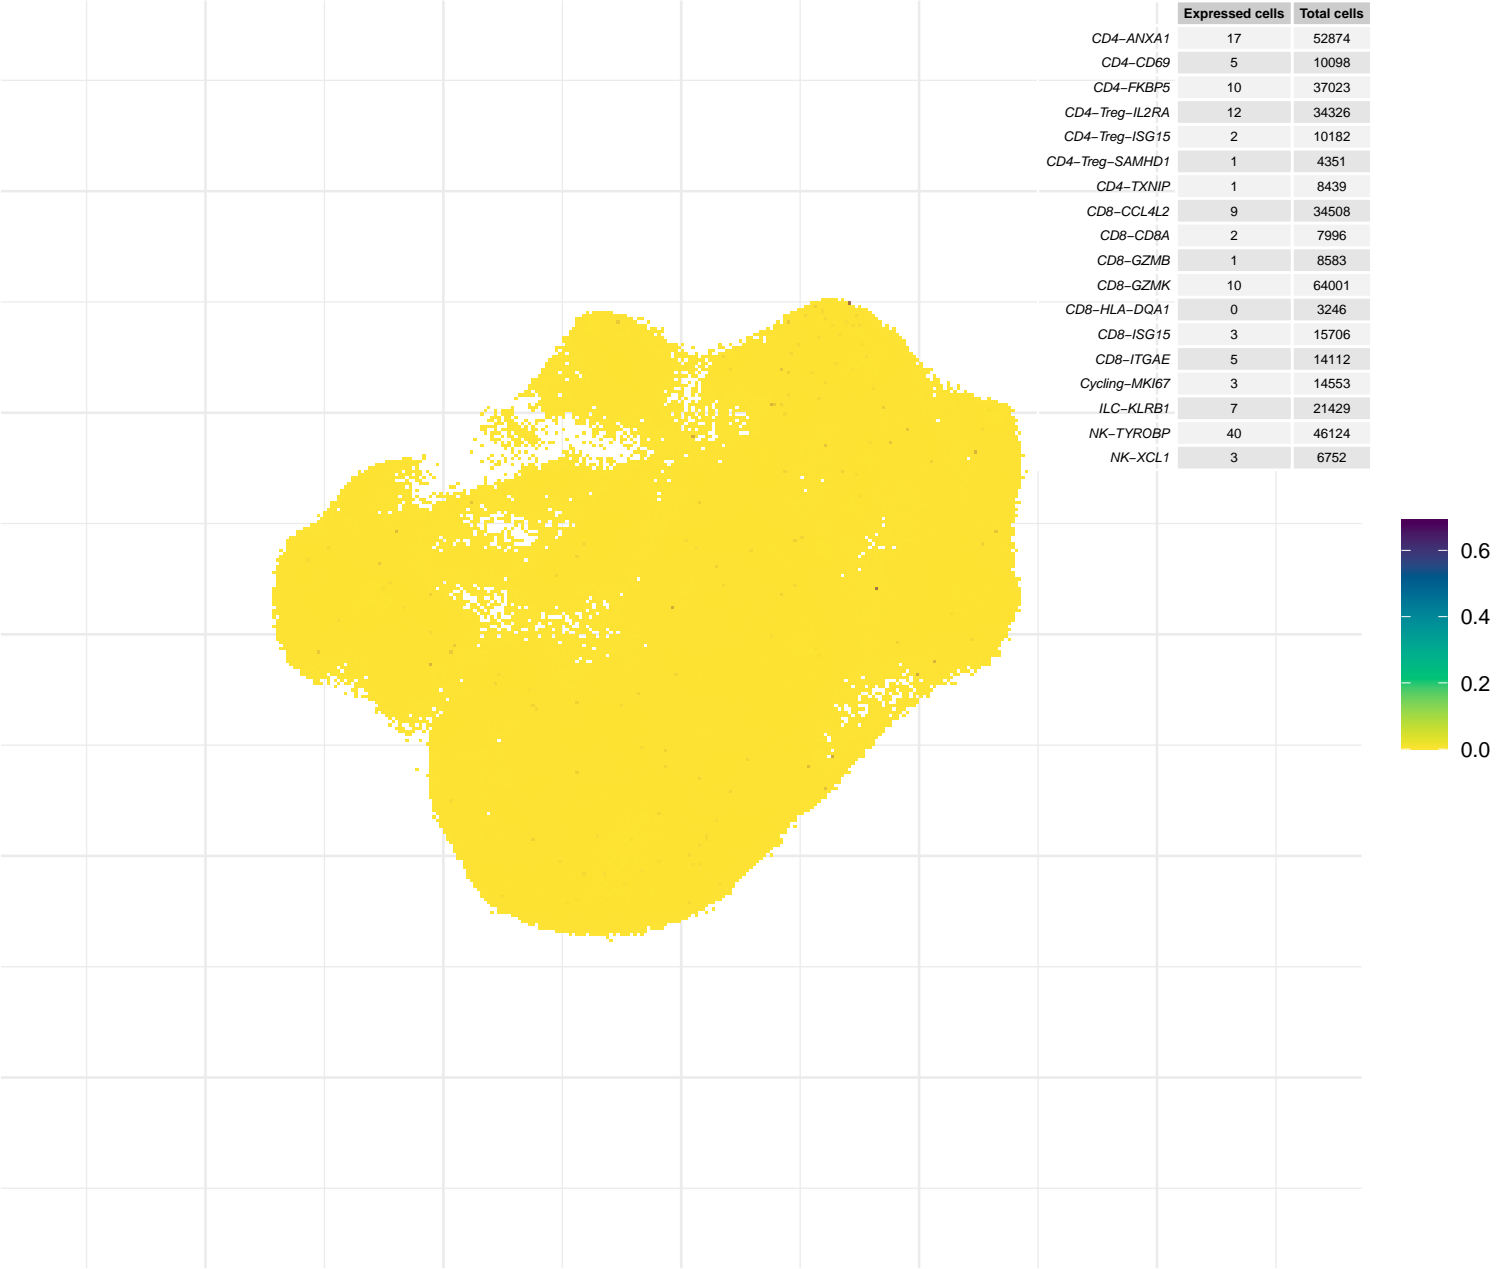 Expressed cells Total cells
CD4−ANXA1 17 52874
CD4−CD69 5 10098
CD4−FKBP5 10 37023
CD4−Treg−IL2RA 12 34326
CD4−Treg−ISG15 2 10182
CD4−Treg−SAMHD1 1 4351
CD4−TXNIP 1 8439
CD8−CCL4L2 9 34508
CD8−CD8A 2 7996
CD8−GZMB 1 8583
CD8−GZMK 10 64001
CD8−HLA−DQA1 0 3246
CD8−ISG15 3 15706
CD8−ITGAE 5 14112
Cycling−MKI67 3 14553
ILC−KLRB1 7 21429
NK−TYROBP 40 46124
NK−XCL1 3 6752
0.6
0.4
0.2
0.0